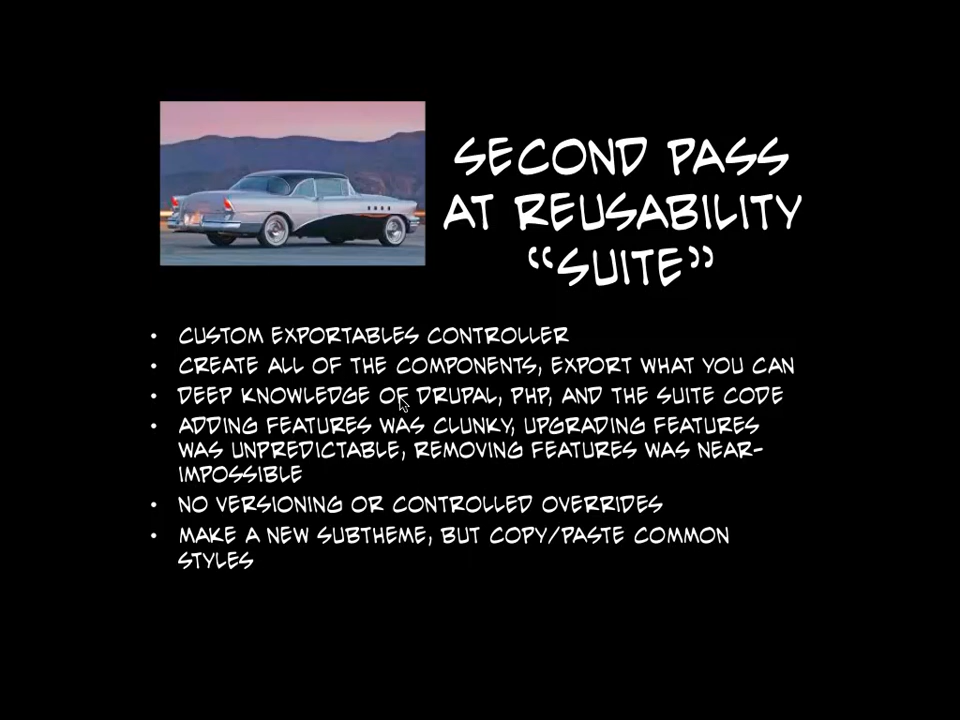 SECOND PASS
AT REUSABILITY
“SUITE”
• CUSTOM EXPORTABLES CONTROLLER
• CREATE ALL OF THE COMPONENTS, EXPORT WHAT YOU CAN
• DEEP KNOWLEDGE OF DRUPAL, PHP, AND THE SUITE CODE
• ADDING FEATURES WAS CLUNKY, UPGRADING FEATURES
WAS UNPREDICTABLE, REMOVING FEATURES WAS NEAR-
IMPOSSIBLE
• NO VERSIONING OR CONTROLLED OVERRIDES
• MAKE A NEW SUBTHEME, BUT COPY/PASTE COMMON
STYLES